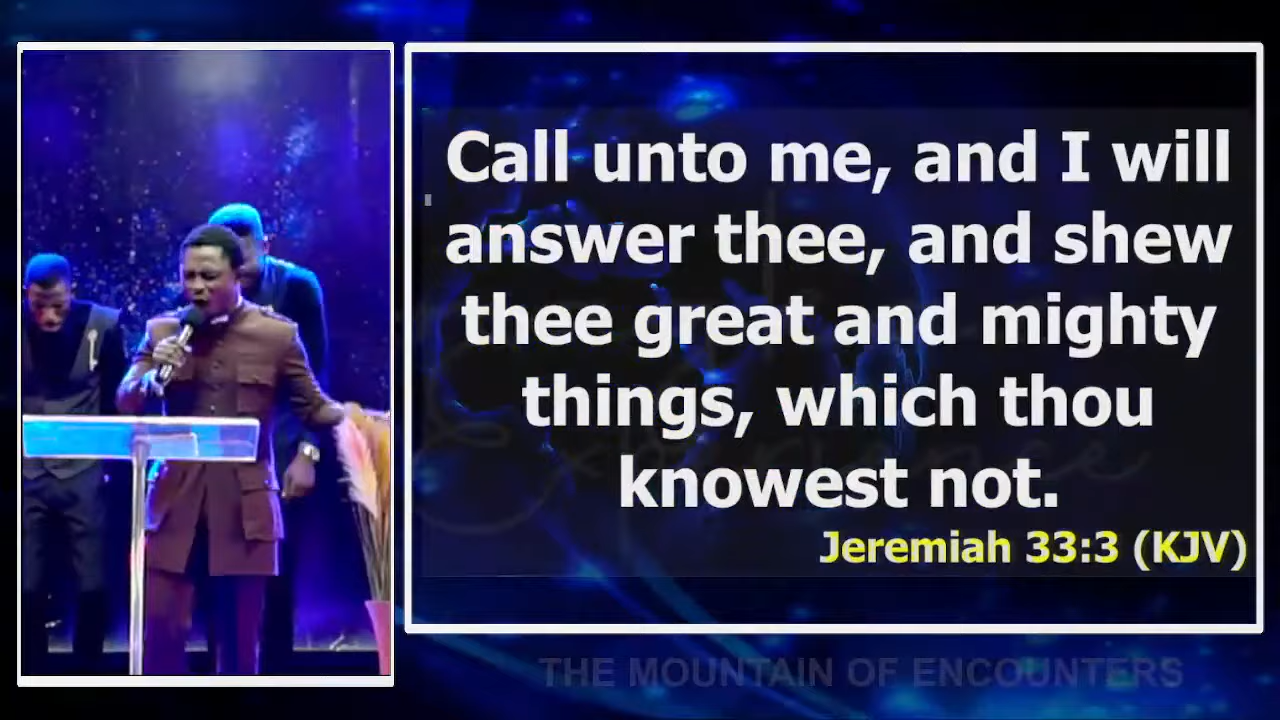 Call unto me, and I will
answer thee, and shew
thee great and mighty
things, which thou
knowest not.
Jeremiah 33:3 (KJV)
THE MOUNTAIN OF ENCOUNTERS